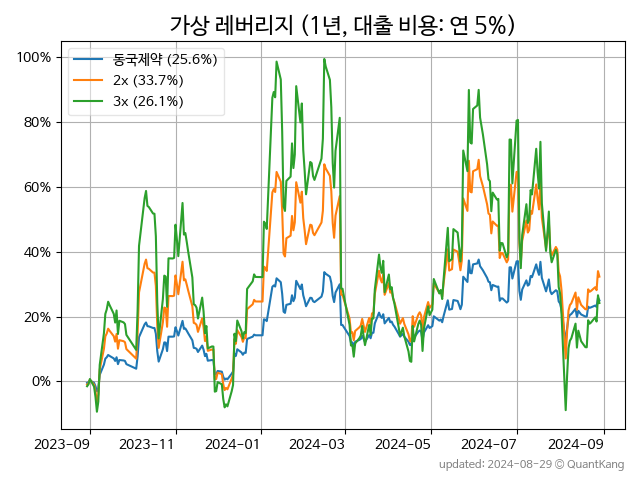 가상 레버리지 (1년, 대출 비용: 연 5%)
동국제약 (25.6%)
2x (33.7%)
3x (26.1%)
100%
80%
60%
40%
20%
0%
2023-09 2023-11 2024-01 2024-03 2024-05 2024-07 2024-09
updated: 2024-08-29 © QuantKang